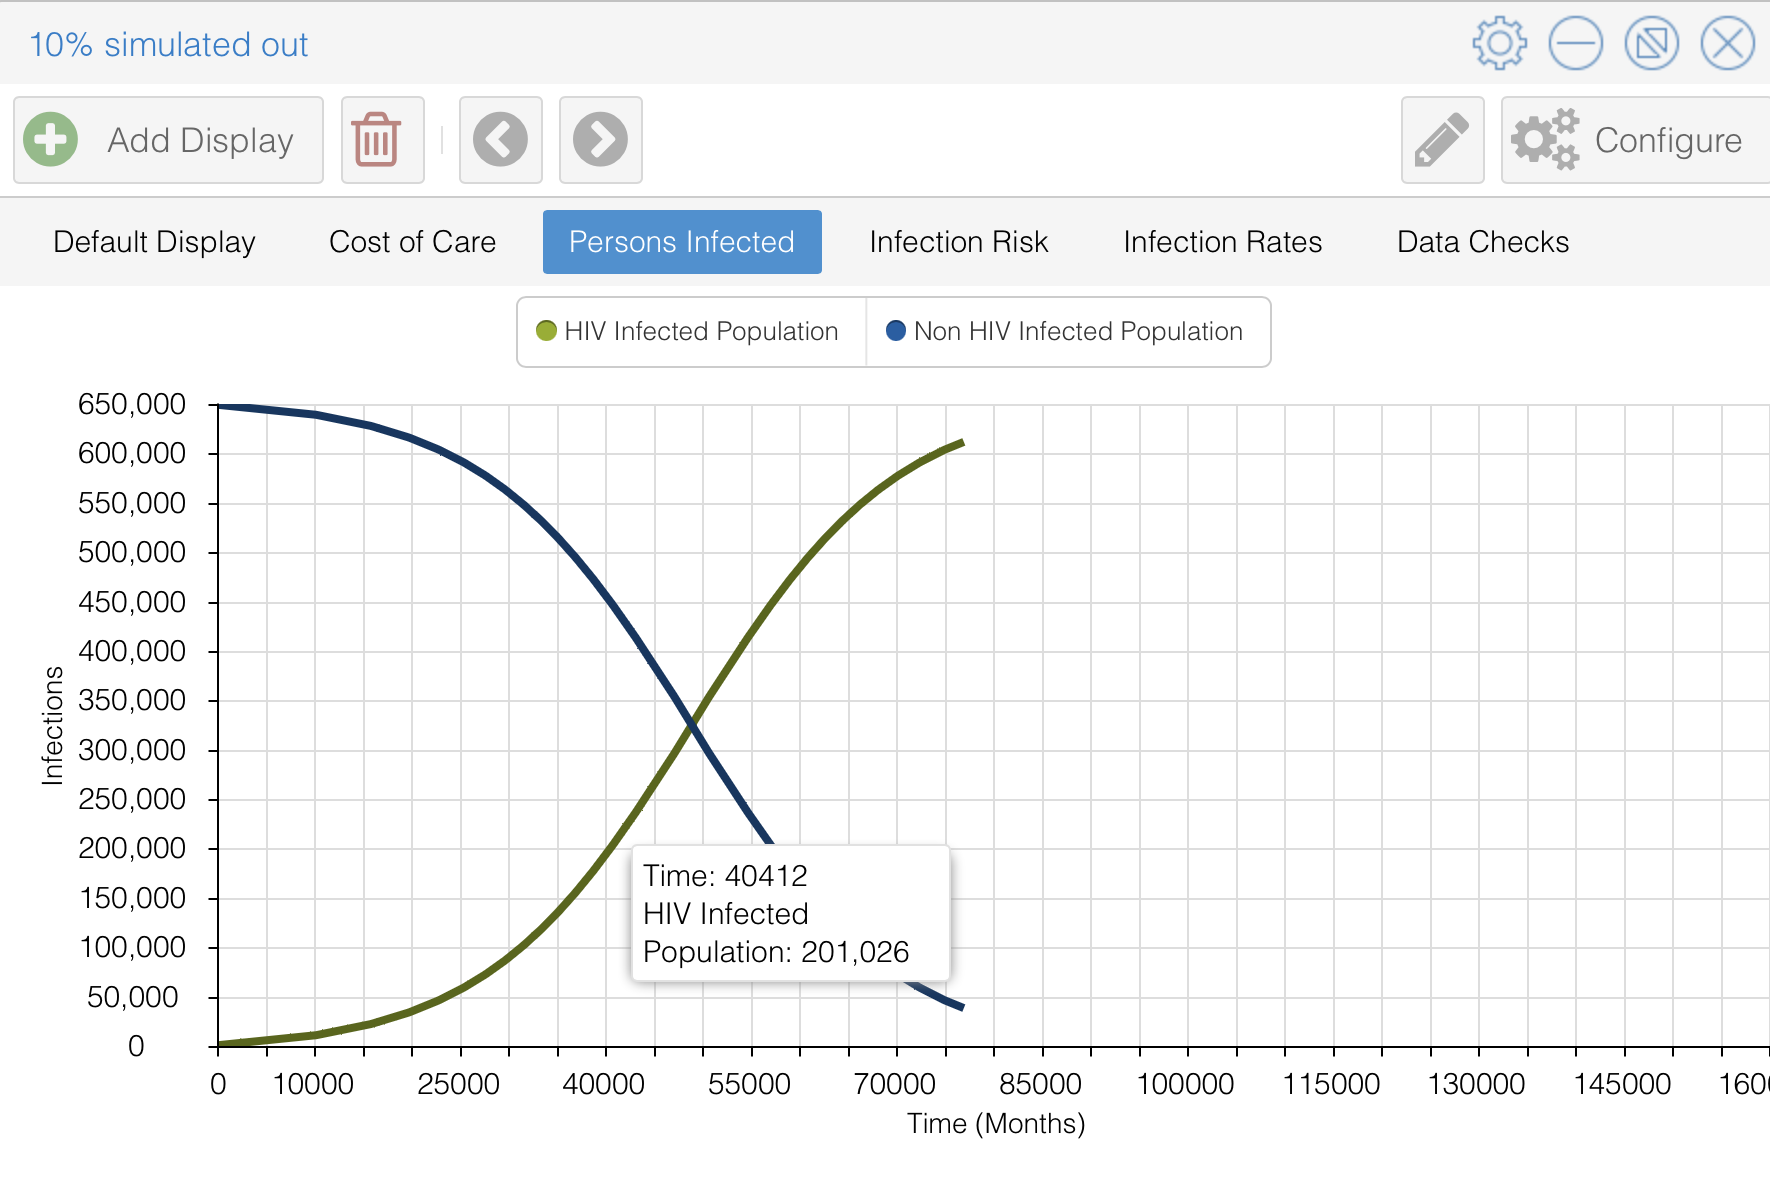 10% simulated out
Add Display
Configure
Default Display
Cost of Care
Persons Infected
Infection Risk
Infection Rates
Data Checks
HIV Infected Population
Non HIV Infected Population
650,000
600,000
550,000
500,000
450,000
400,000
350,000
300,000
250,000
200,000
150,000
100,000
50,000
0
Infections
Time: 40412
HIV Infected
Population: 201,026
0 10000 25000 40000 55000 70000 85000 100000 115000 130000 145000
Time (Months)